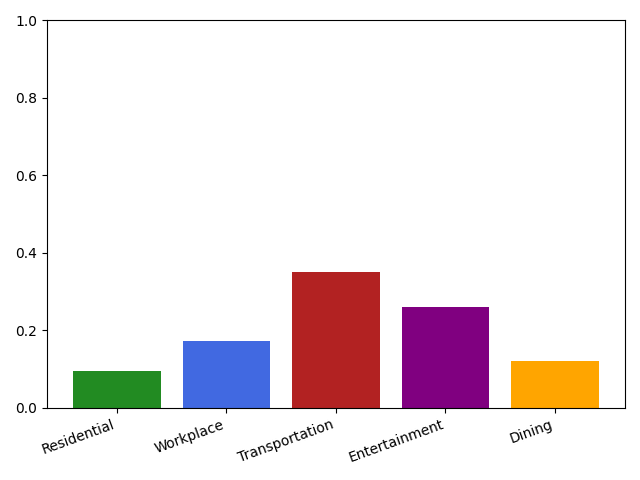 1.0
0.8
0.6
0.4
0.2
0.0
Residential
Workplace
Transportation
Entertainment
Dining